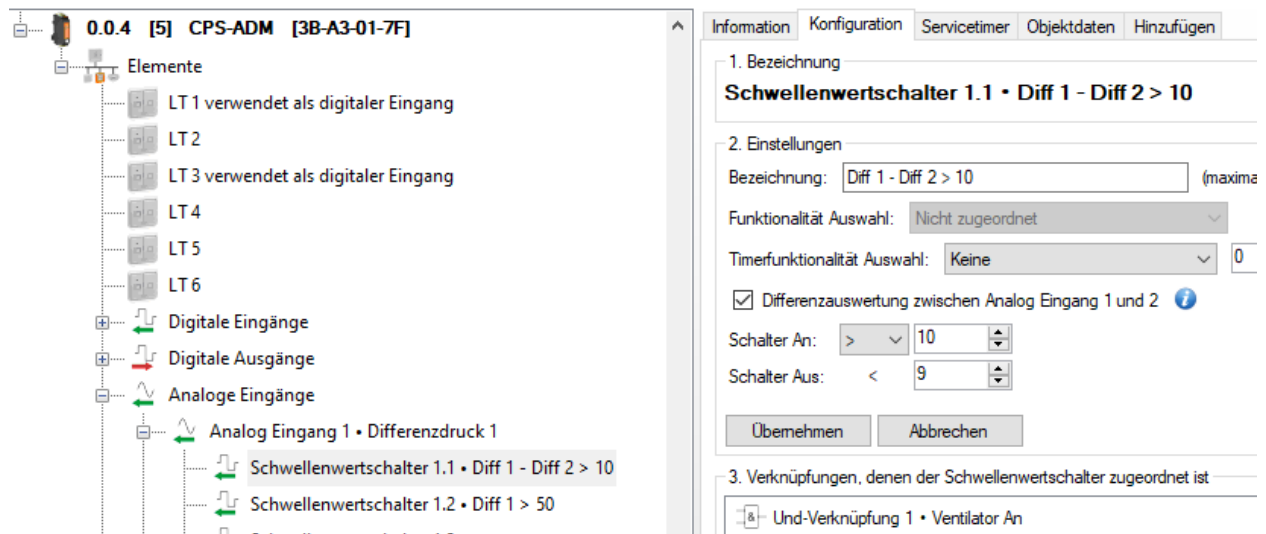 0.0.4 [5] CPS-ADM [3B-A3-01-7F]
Elemente
LT 1 verwendet als digitaler Eingang
LT 2
LT 3 verwendet als digitaler Eingang
LT 4
LT 5
LT 6
Digitale Eingänge
Digitale Ausgänge
Analoge Eingänge
Analog Eingang 1 • Differenzdruck 1
Schwellenwertschalter 1.1 • Diff 1 - Diff 2 > 10
Schwellenwertschalter 1.2 • Diff 1 > 50
Information Konfiguration Servicetimer Objektdaten Hinzufügen
1. Bezeichnung
Schwellenwertschalter 1.1 • Diff 1 - Diff 2 > 10
2. Einstellungen
Bezeichnung: Diff 1 - Diff 2 > 10 (maxima
Funktionalität Auswahl: Nicht zugeordnet
Timerfunktionalität Auswahl: Keine 0
Differenzauswertung zwischen Analog Eingang 1 und 2
Schalter An: > 10
Schalter Aus: < 9
Übernehmen Abbrechen
3. Verknüpfungen, denen der Schwellenwertschalter zugeordnet ist
& Und-Verknüpfung 1 • Ventilator An